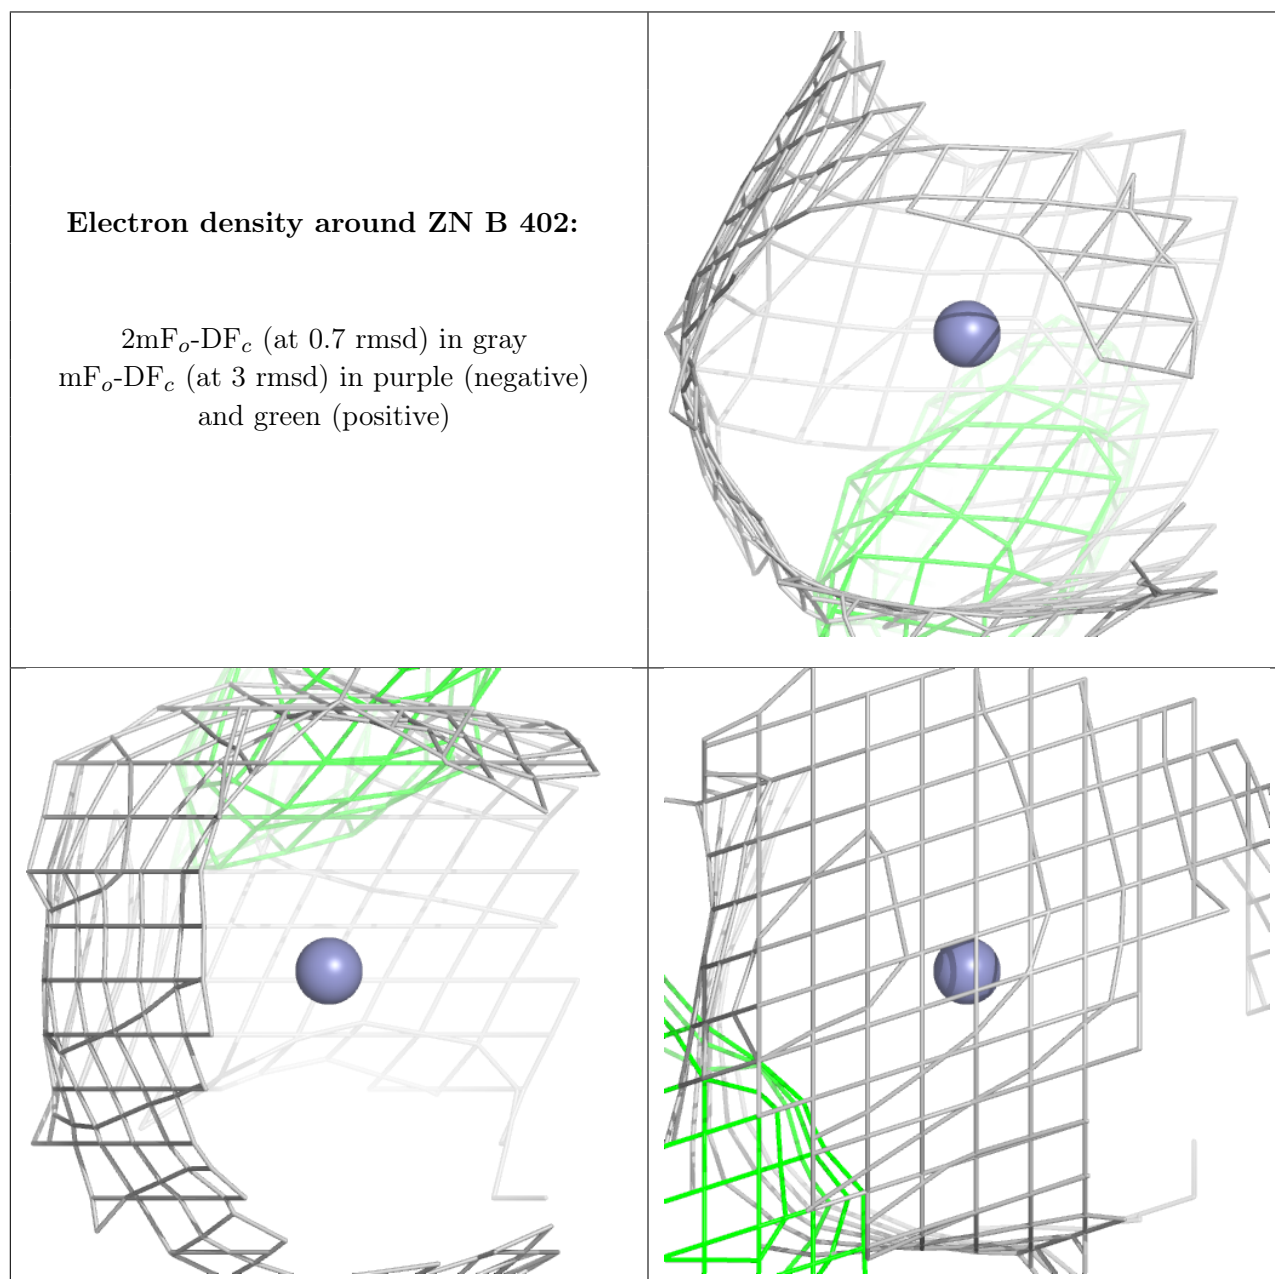 Electron density around ZN B 402:
2mFo-DFc (at 0.7 rmsd) in gray
mFo-DFc (at 3 rmsd) in purple (negative)
and green (positive)